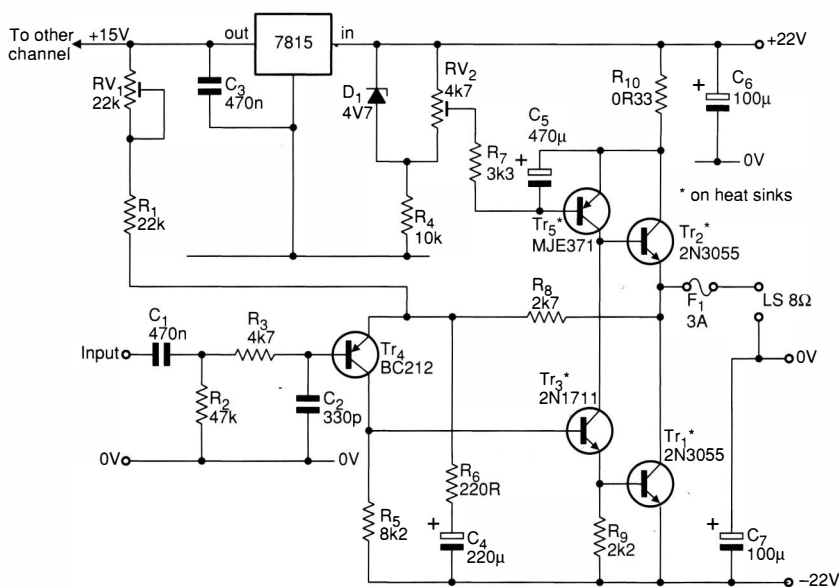 To other
channel
+15V
out
7815
in
+22V
RV1
22k
C3
470n
D1
4V7
RV2
4k7
R10
0R33
+
C6
100µ
C5
470µ
+
R7
3k3
0V
* on heat sinks
R1
22k
R4
10k
Tr5*
MJE371
Tr2*
2N3055
R8
2k7
F1
3A
LS 8Ω
C1
470n
R3
4k7
Input
Tr4
BC212
0V
Tr3*
2N1711
R2
47k
C2
330p
Tr1*
2N3055
0V
0V
R6
220R
R5
8k2
+
C4
220µ
R9
2k2
+
C7
100µ
−22V